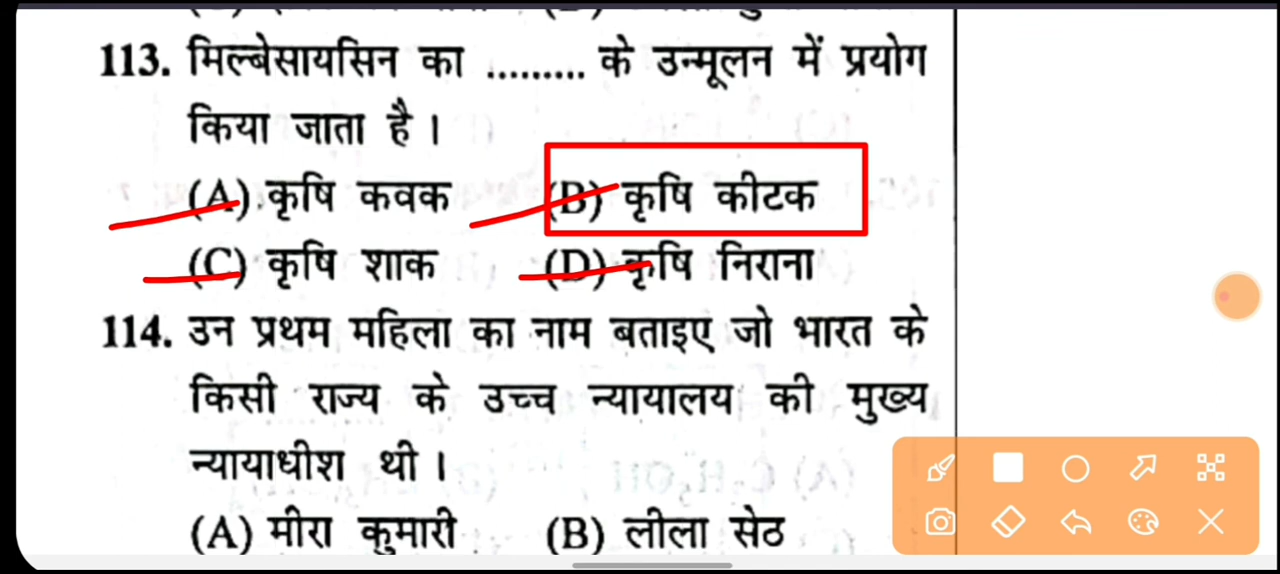 113. मिल्बेसायसिन का ......... के उन्मूलन में प्रयोग
किया जाता है ।
(A) कृषि कवक (B) कृषि कीटक
(C) कृषि शाक (D) कृषि निराना
114. उन प्रथम महिला का नाम बताइए जो भारत के
किसी राज्य के उच्च न्यायालय की मुख्य
न्यायाधीश थी ।
(A) मीरा कुमारी (B) लीला सेठ